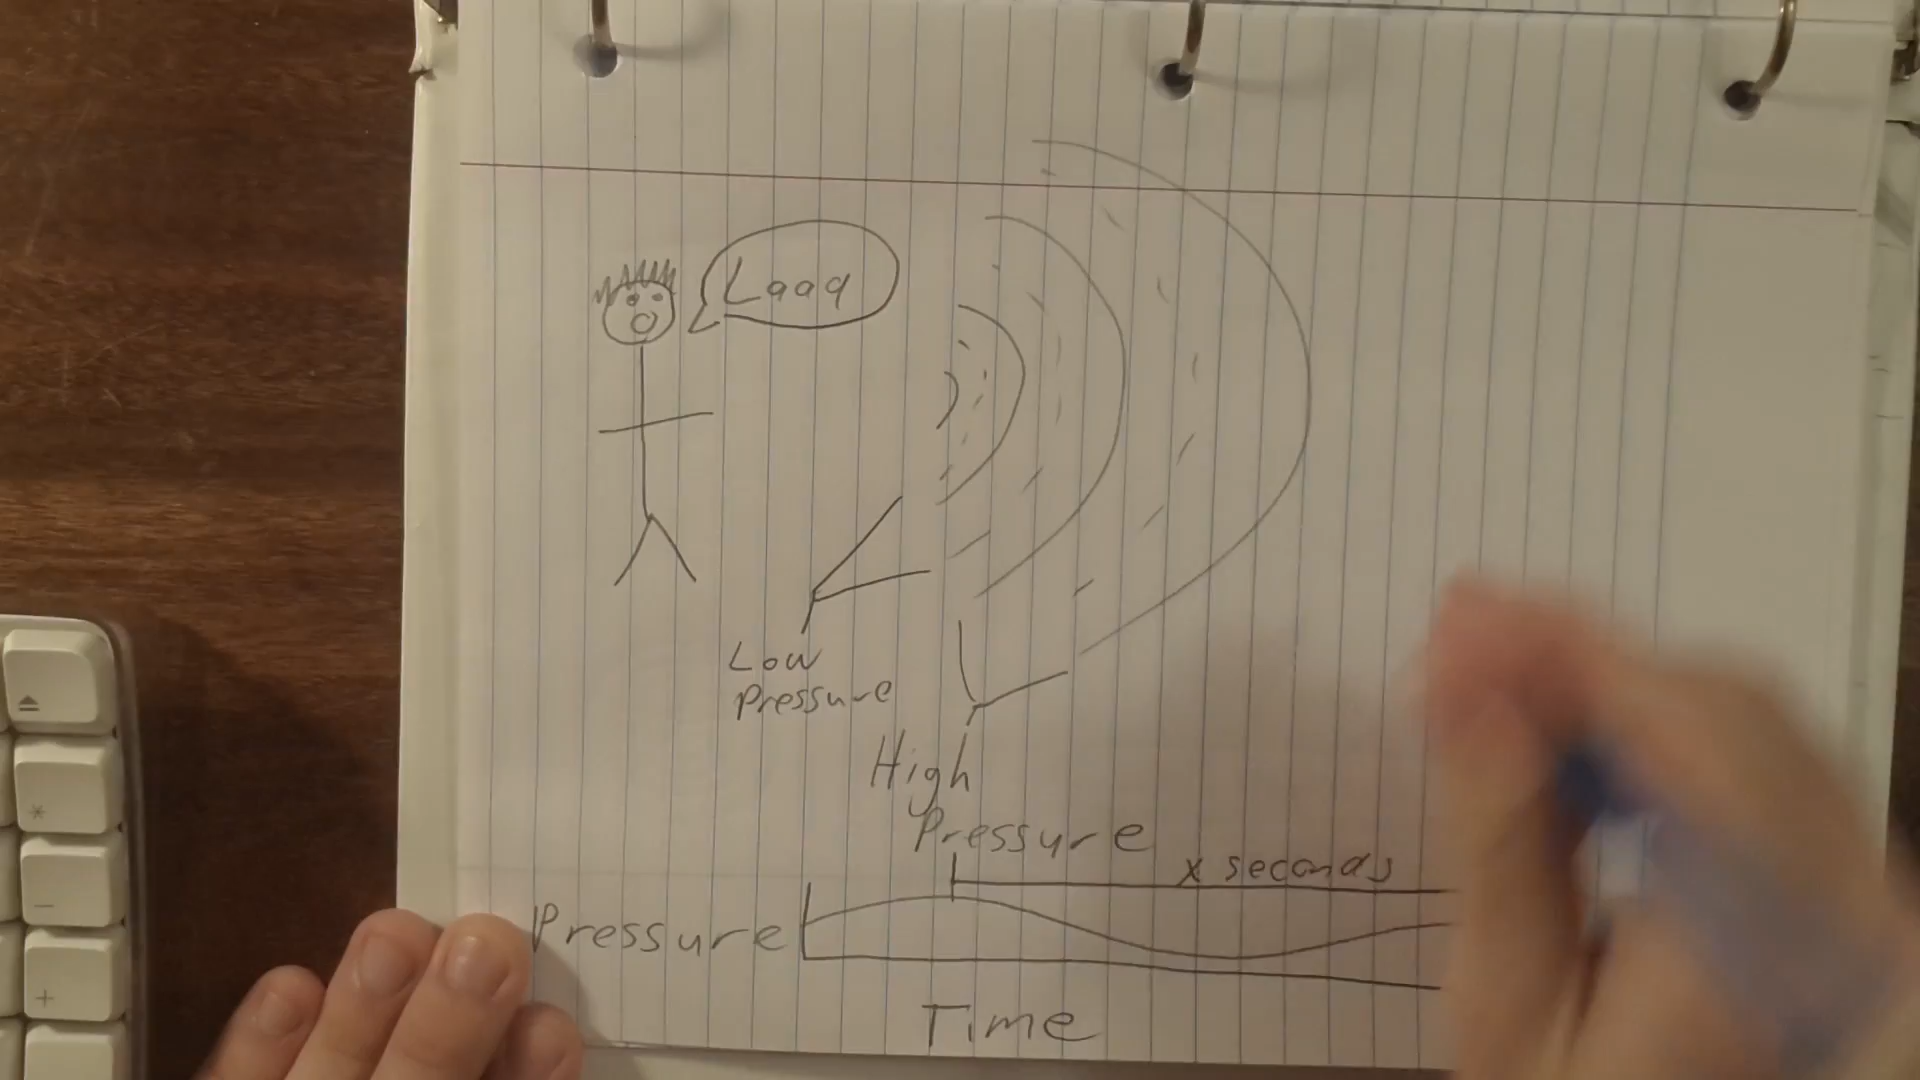 Laaa
Low
Pressure
High
Pressure
x seconds
Pressure
Time
*
-
+